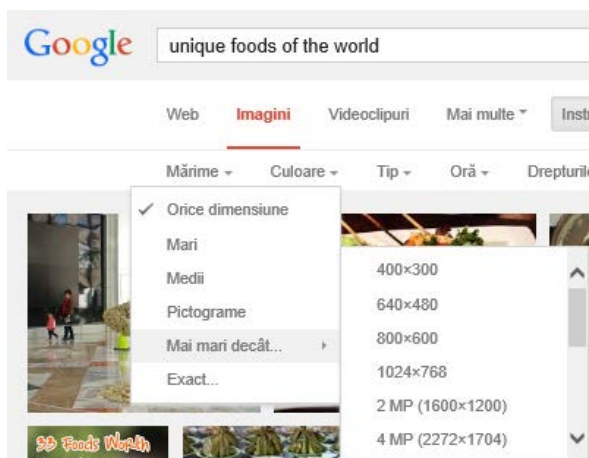 Google unique foods of the world
Web Imagini Videoclipuri Mai multe
Mărime Culoare Tip Oră
Orice dimensiune
Mari
Medii
Pictograme
Mai mari decât...
Exact...
400×300
640×480
800×600
1024×768
2 MP (1600×1200)
4 MP (2272×1704)
33 Foods Worth